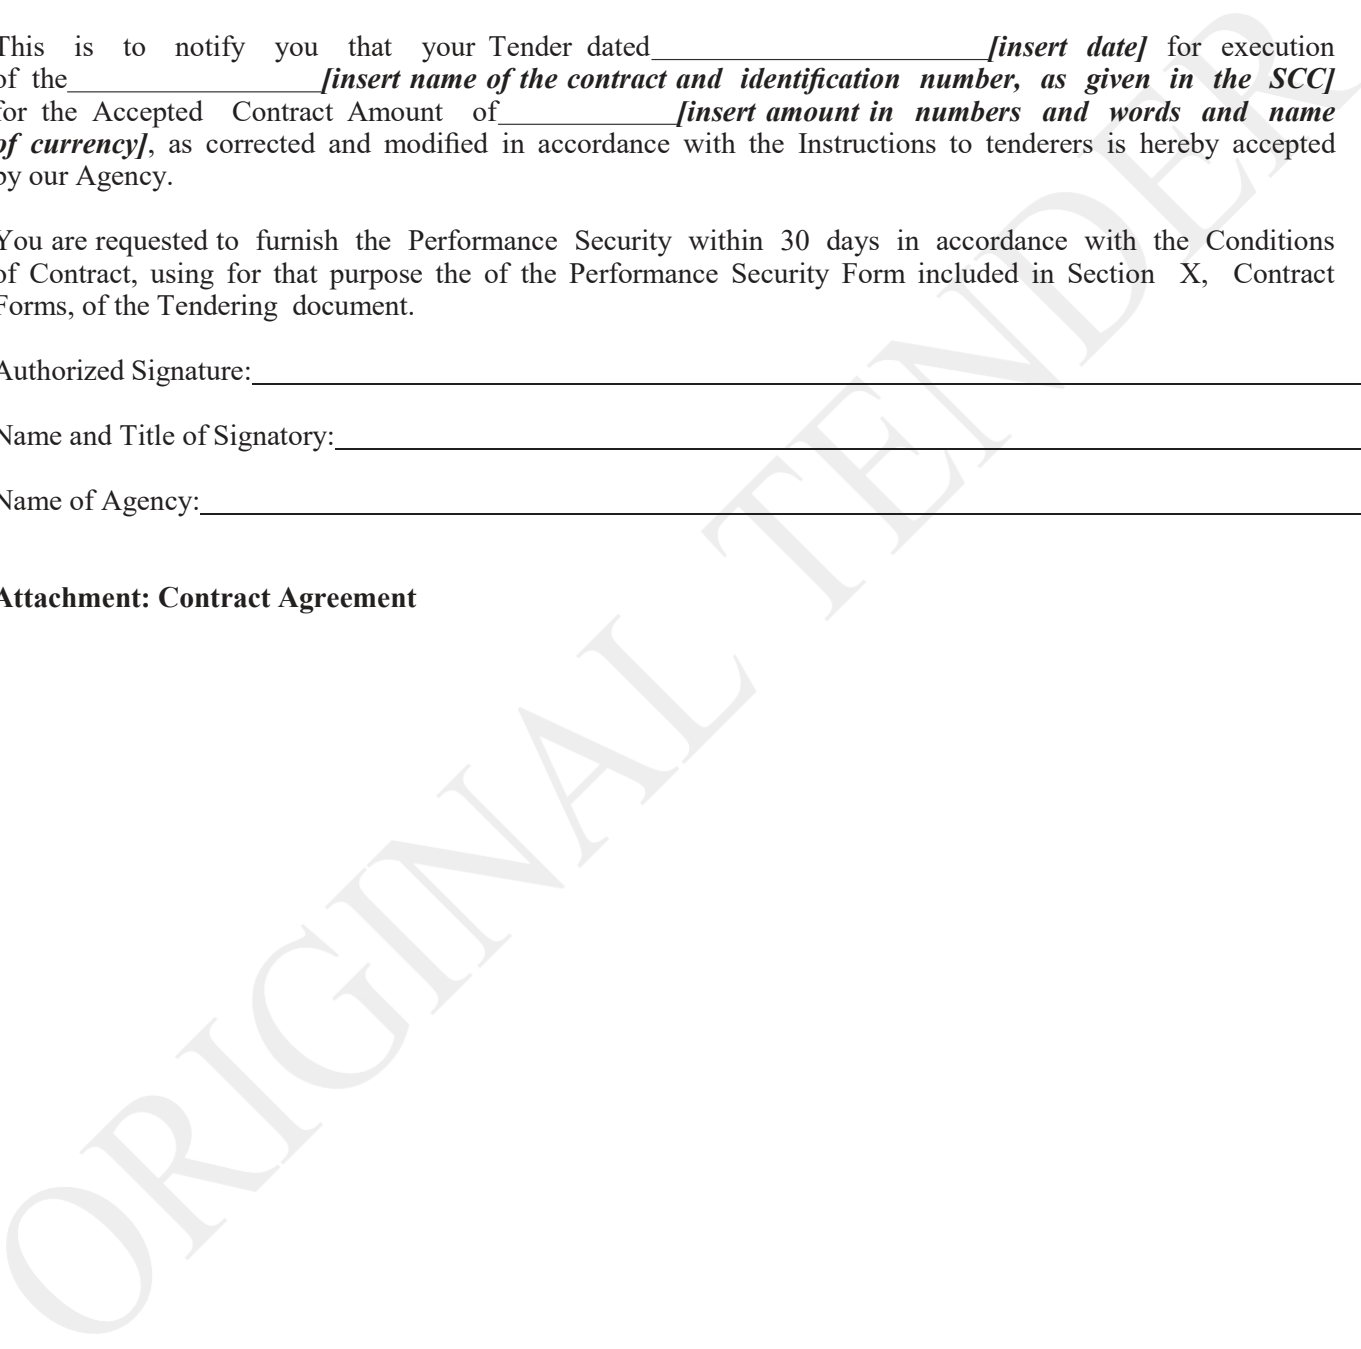 This is to notify you that your Tender dated_______________________[insert date] for execution
of the__________________[insert name of the contract and identification number, as given in the SCC]
for the Accepted Contract Amount of____________[insert amount in numbers and words and name
of currency], as corrected and modified in accordance with the Instructions to tenderers is hereby accepted
by our Agency.
You are requested to furnish the Performance Security within 30 days in accordance with the Conditions
of Contract, using for that purpose the of the Performance Security Form included in Section X, Contract
Forms, of the Tendering document.
Authorized Signature:
Name and Title of Signatory:
Name of Agency:
Attachment: Contract Agreement
ORIGINAL TENDER